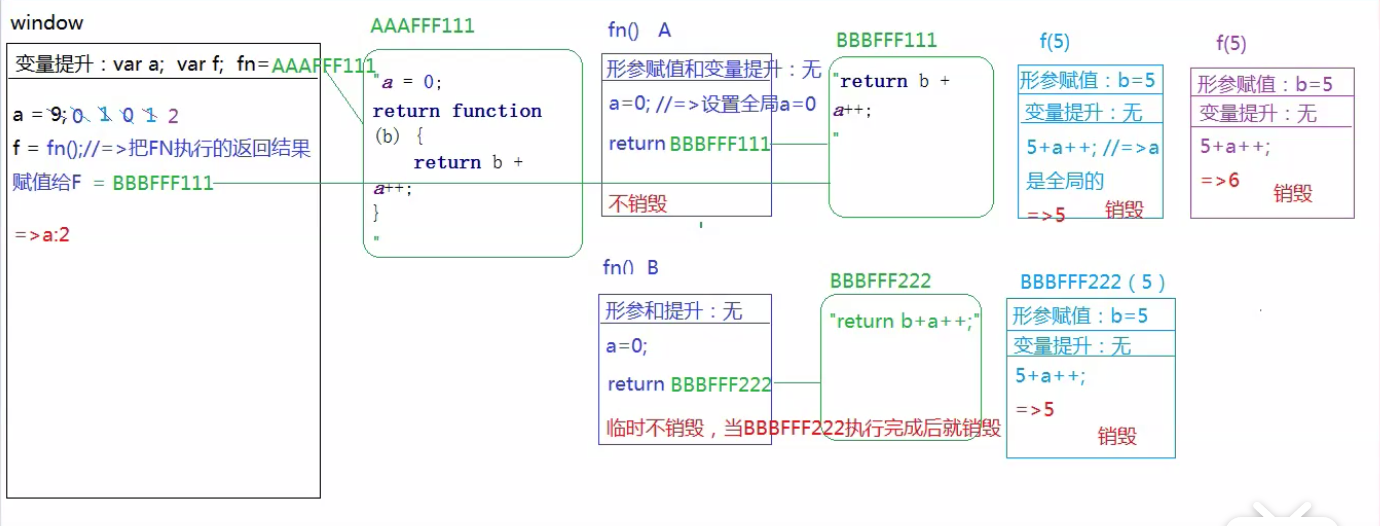 window
变量提升：var a;  var f;  fn=AAAFFF111
a = 9; 0 1 0 1 2
f = fn();//=>把FN执行的返回结果
赋值给F = BBBFFF111
=>a:2
AAAFFF111
"a = 0;
return function
(b) {
return b +
a++;
}
"
fn() A
形参赋值和变量提升：无
a=0; //=>设置全局a=0
return BBBFFF111
不销毁
BBBFFF111
"return b +
a++;
"
f(5)
形参赋值：b=5
变量提升：无
5+a++; //=>a
是全局的
=>5
销毁
f(5)
形参赋值：b=5
变量提升：无
5+a++;
=>6
销毁
fn() B
形参和提升：无
a=0;
return BBBFFF222
临时不销毁，当BBBFFF222执行完成后就销毁
BBBFFF222
"return b+a++;"
BBBFFF222（5）
形参赋值：b=5
变量提升：无
5+a++;
=>5
销毁